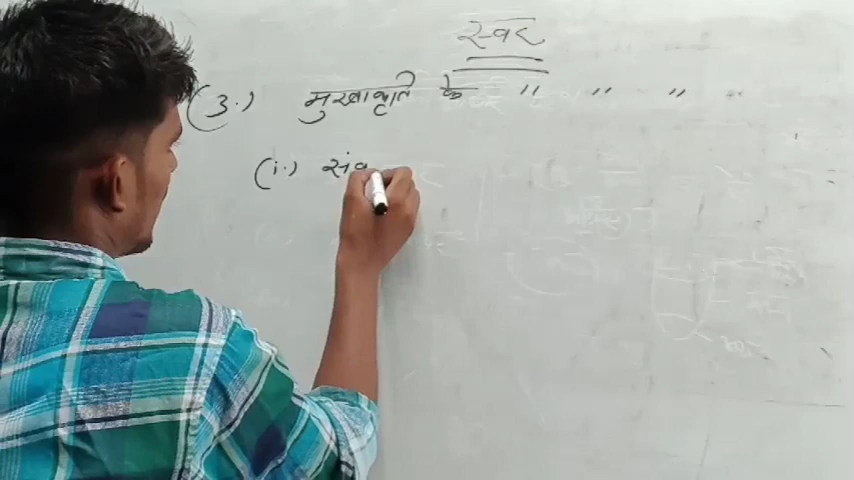 स्वर
(3.) मुखाकृति के " " "
(i.) संव